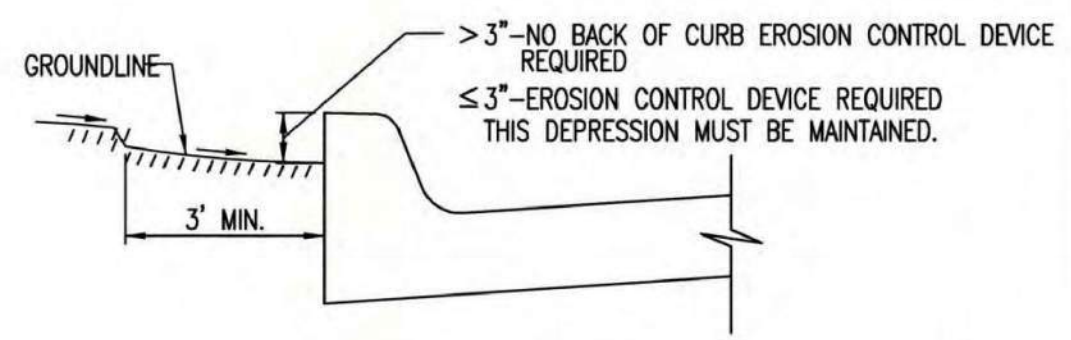 > 3"-NO BACK OF CURB EROSION CONTROL DEVICE
REQUIRED
GROUNDLINE
≤ 3"-EROSION CONTROL DEVICE REQUIRED
THIS DEPRESSION MUST BE MAINTAINED.
3' MIN.